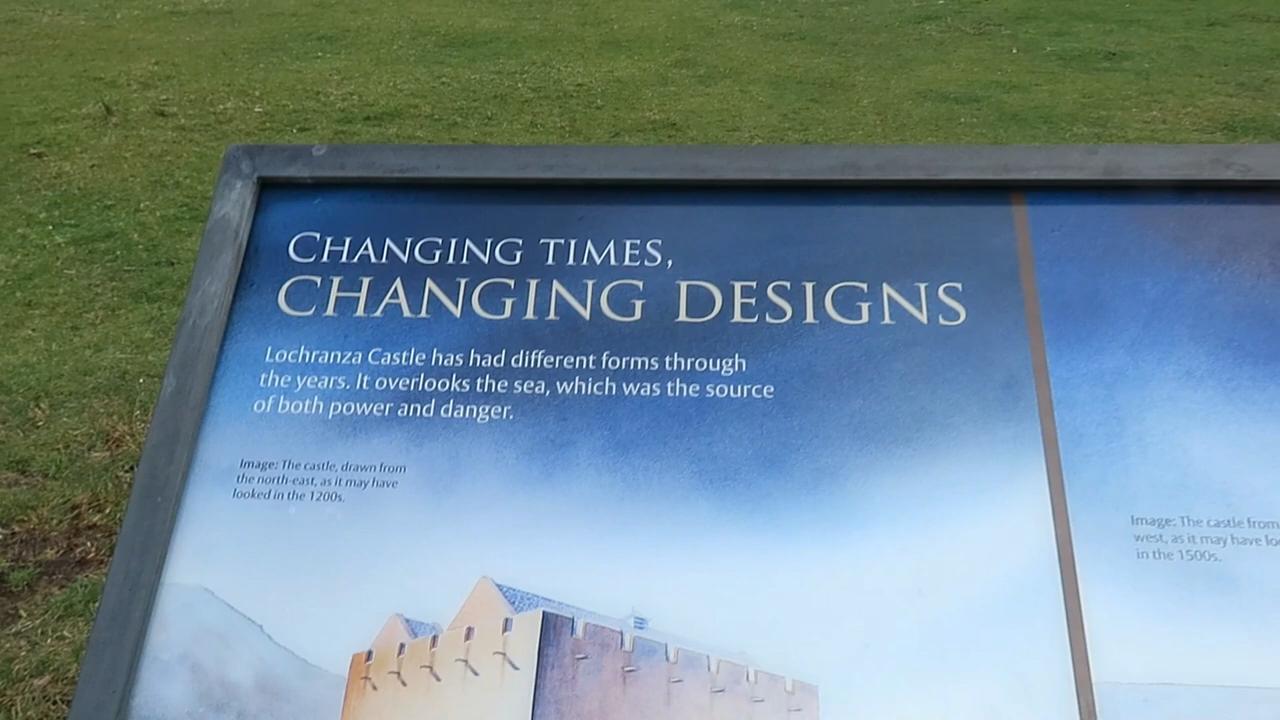 CHANGING TIMES,
CHANGING DESIGNS
Lochranza Castle has had different forms through
the years. It overlooks the sea, which was the source
of both power and danger.
Image: The castle, drawn from
the north-east, as it may have
looked in the 1200s.
Image: The castle from
west, as it may have lo
in the 1500s.